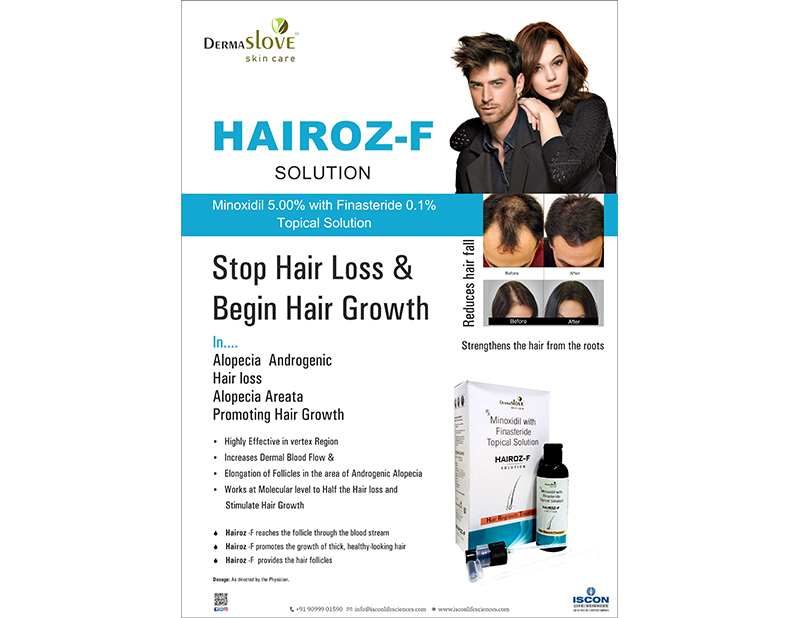 DERMASLOVE
skin care
HAIROZ-F
SOLUTION
Minoxidil 5.00% with Finasteride 0.1%
Topical Solution
Reduces hair fall
Before After
Before After
Strengthens the hair from the roots
Stop Hair Loss &
Begin Hair Growth
In....
Alopecia Androgenic
Hair loss
Alopecia Areata
Promoting Hair Growth
• Highly Effective in vertex Region
• Increases Dermal Blood Flow &
• Elongation of Follicles in the area of Androgenic Alopecia
• Works at Molecular level to Half the Hair loss and
Stimulate Hair Growth
Hairoz -F reaches the follicle through the blood stream
Hairoz -F promotes the growth of thick, healthy-looking hair
Hairoz -F provides the hair follicles
Dosage: As directed by the Physician.
DERMASLOVE
Rx
Minoxidil with
Finasteride
Topical Solution
HAIROZ-F
SOLUTION
Hair Regrowth Treatment
Minoxidil with
Finasteride
Topical Solution
HAIROZ-F
+91 90999 01590 info@isconlifesciences.com www.isconlifesciences.com
ISCON